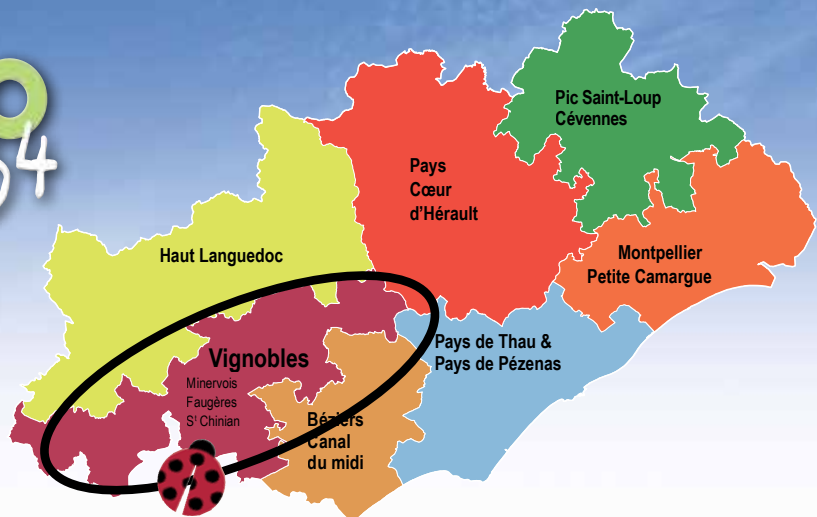 Pic Saint-Loup
Cévennes
Pays
Cœur
d'Hérault
Haut Languedoc
Montpellier
Petite Camargue
Pays de Thau &
Pays de Pézenas
Vignobles
Minervois
Faugères
St Chinian
Béziers
Canal
du midi